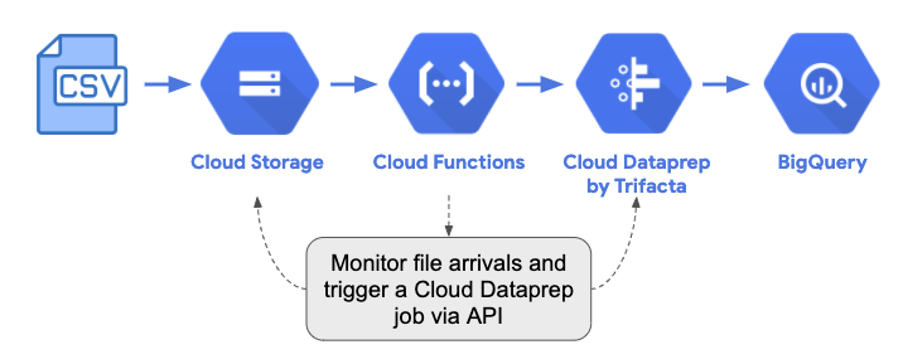 CSV
Cloud Storage
Cloud Functions
Cloud Dataprep
by Trifacta
BigQuery
Monitor file arrivals and
trigger a Cloud Dataprep
job via API